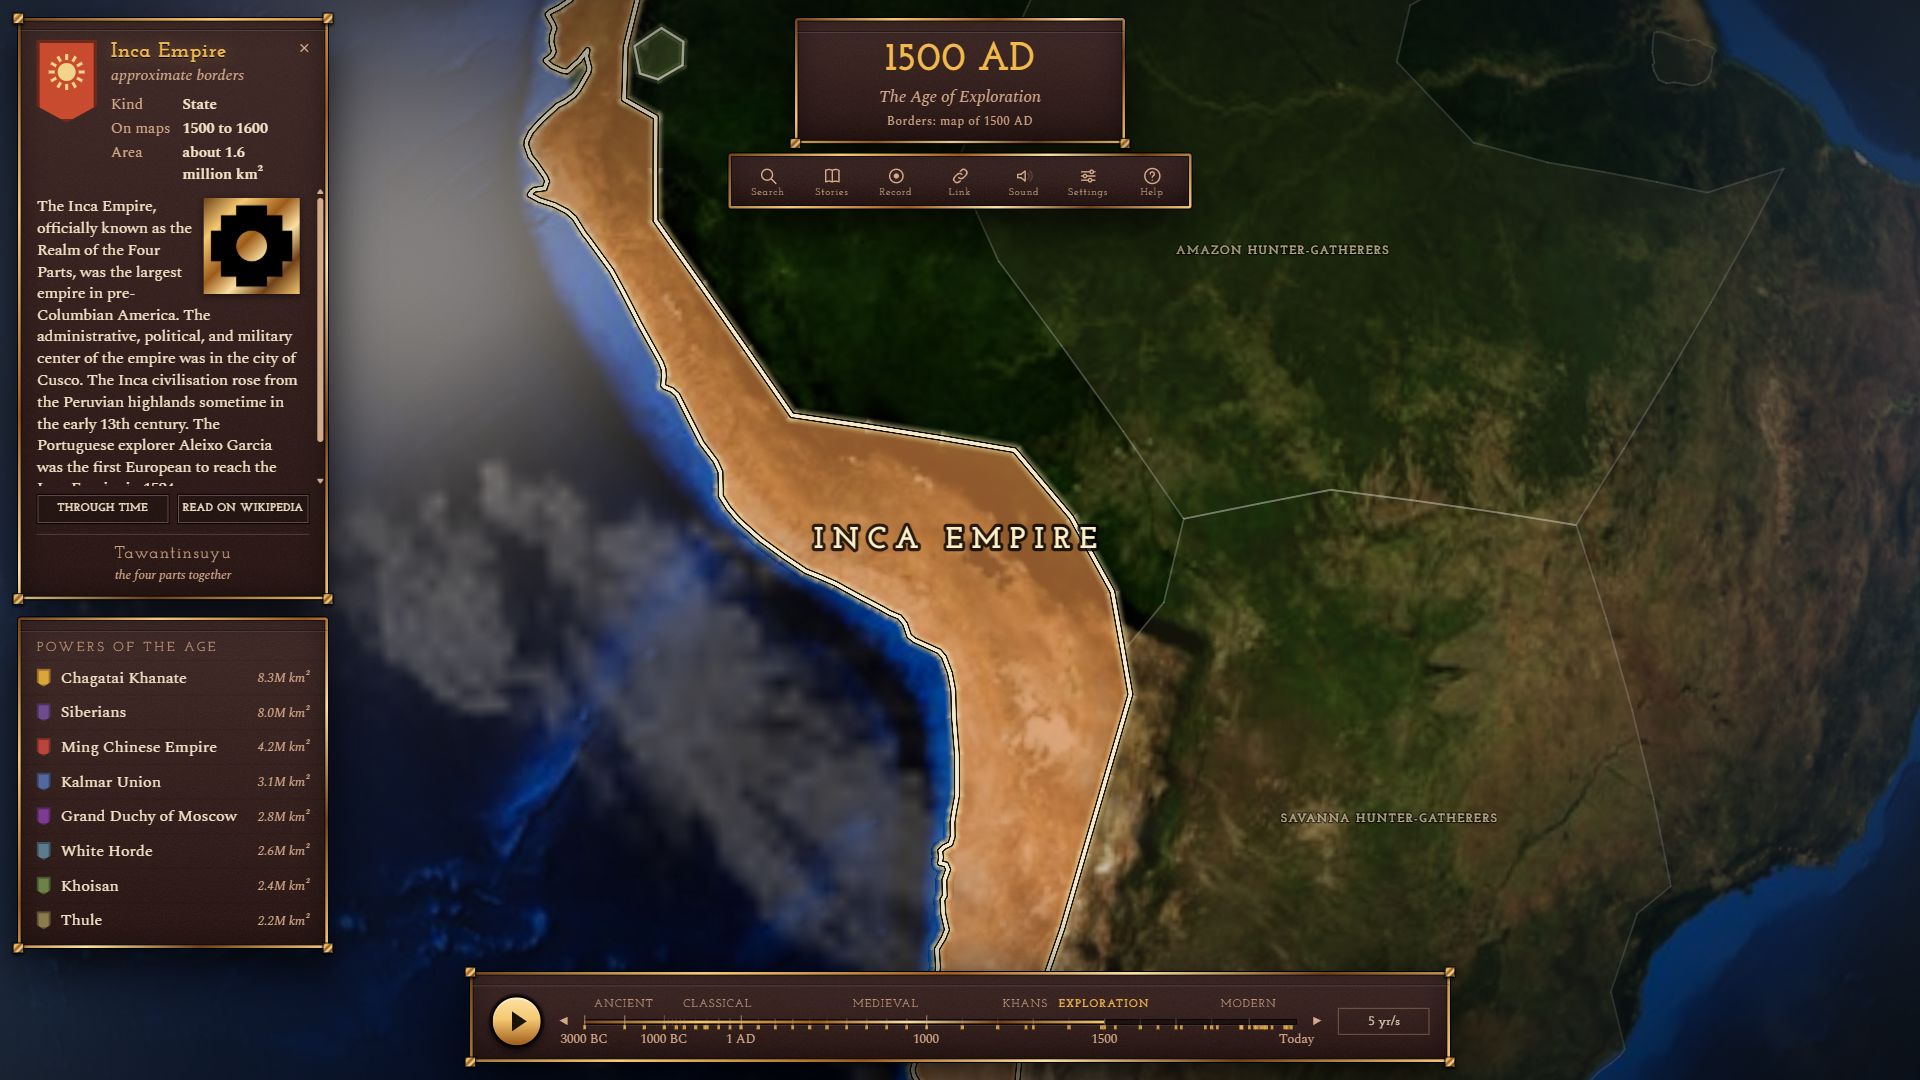 Inca Empire
approximate borders
Kind State
On maps 1500 to 1600
Area about 1.6
million km²
The Inca Empire,
officially known as the
Realm of the Four
Parts, was the largest
empire in pre-
Columbian America. The
administrative, political, and military
center of the empire was in the city of
Cusco. The Inca civilisation rose from
the Peruvian highlands sometime in
the early 13th century. The
Portuguese explorer Aleixo Garcia
was the first European to reach the
THROUGH TIME READ ON WIKIPEDIA
Tawantinsuyu
the four parts together
POWERS OF THE AGE
Chagatai Khanate 8.3M km²
Siberians 8.0M km²
Ming Chinese Empire 4.2M km²
Kalmar Union 3.1M km²
Grand Duchy of Moscow 2.8M km²
White Horde 2.6M km²
Khoisan 2.4M km²
Thule 2.2M km²
1500 AD
The Age of Exploration
Borders: map of 1500 AD
Search Stories Record Link Sound Settings Help
AMAZON HUNTER-GATHERERS
INCA EMPIRE
SAVANNA HUNTER-GATHERERS
ANCIENT CLASSICAL MEDIEVAL KHANS EXPLORATION MODERN
3000 BC 1000 BC 1 AD 1000 1500 Today
5 yr/s